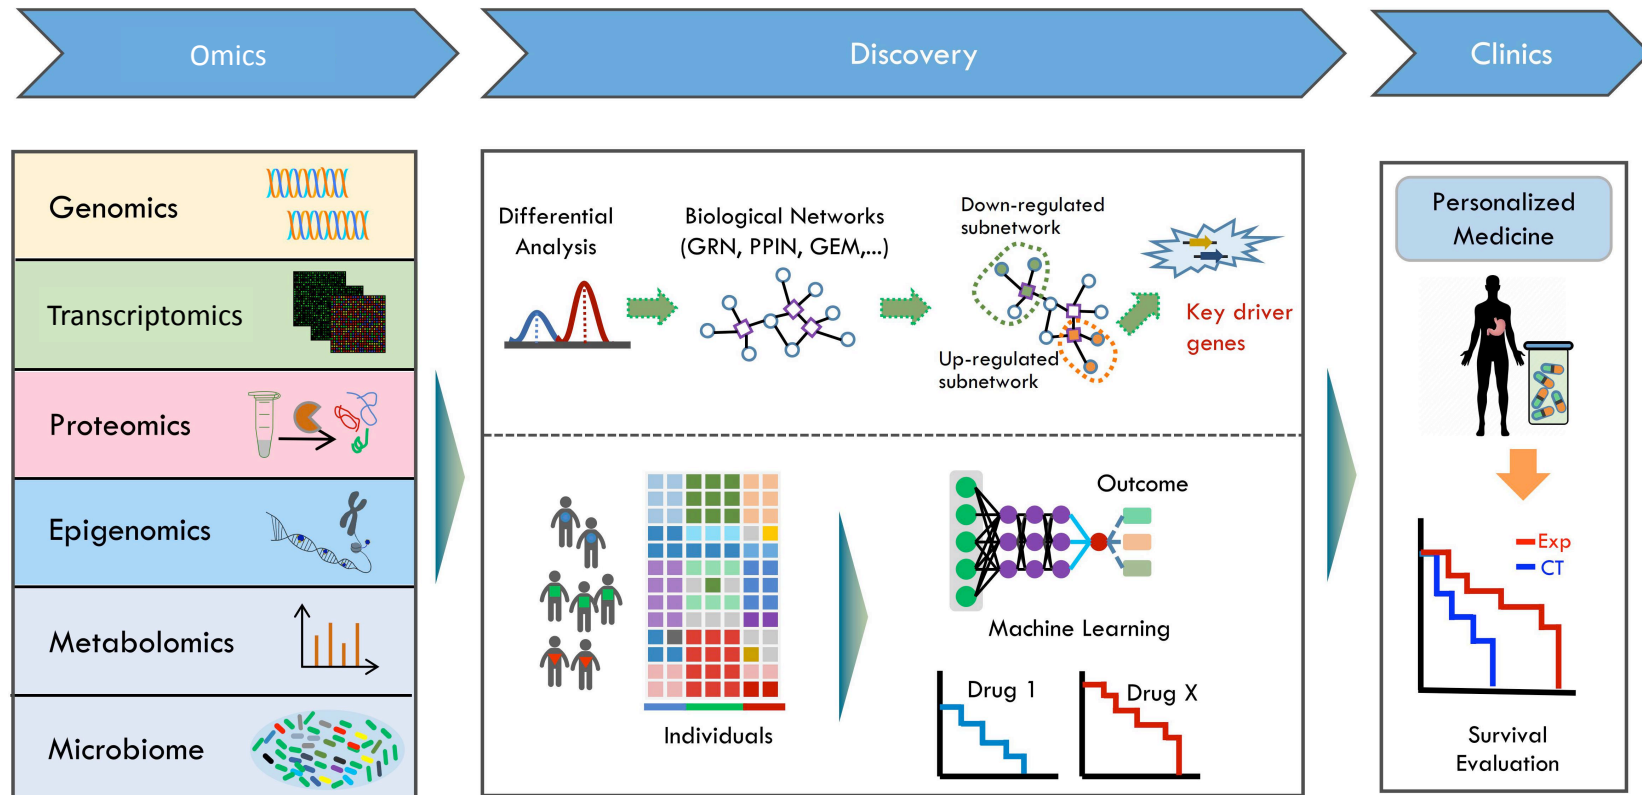 Omics
Discovery
Clinics
Genomics
Transcriptomics
Proteomics
Epigenomics
Metabolomics
Microbiome
Differential
Analysis
Biological Networks
(GRN, PPIN, GEM,...)
Down-regulated
subnetwork
Up-regulated
subnetwork
Key driver
genes
Individuals
Outcome
Machine Learning
Drug 1
Drug X
Personalized
Medicine
Exp
CT
Survival
Evaluation